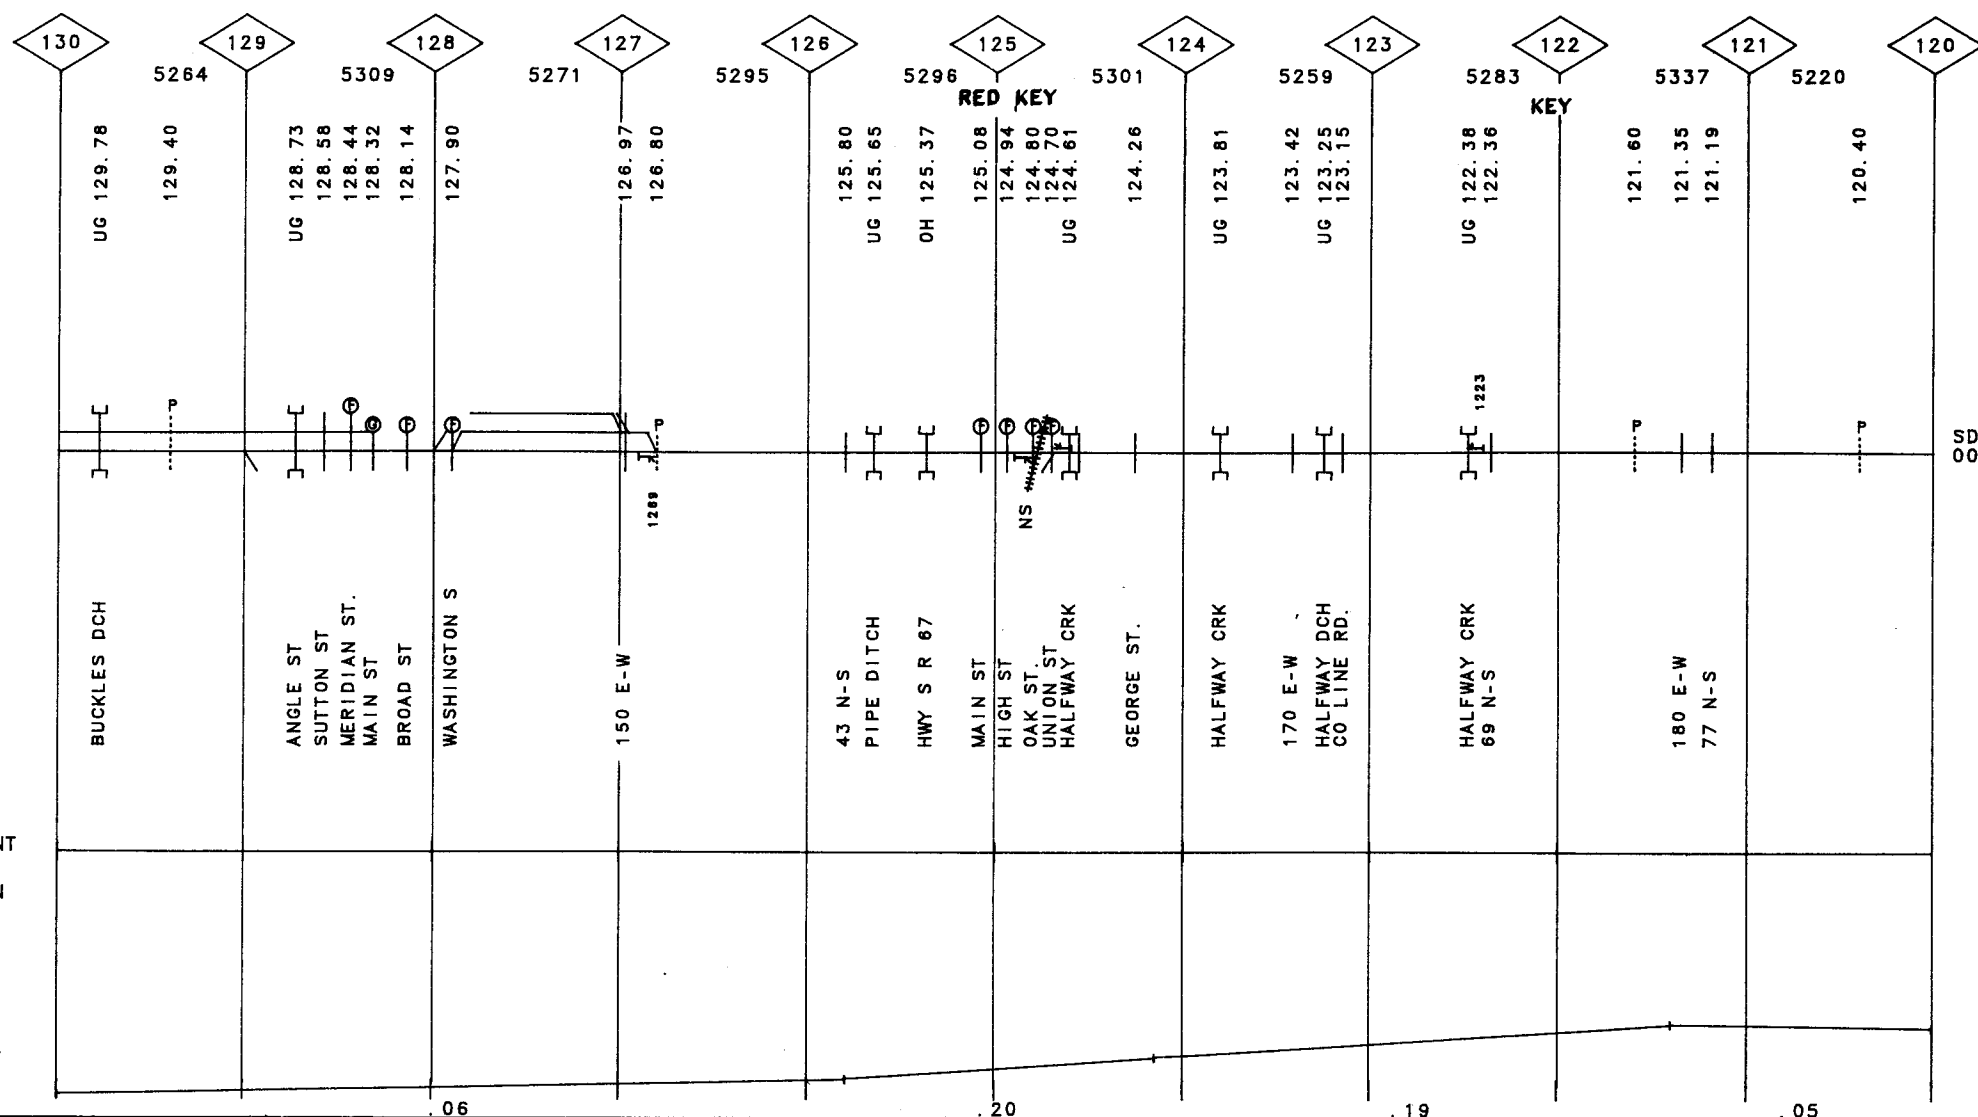 130 129 128 127 126 125 124 123 122 121 120
5264 5309 5271 5295 5296 5301 5259 5283 5337 5220
RED KEY
KEY
UG 129.78
129.40
UG 128.73
128.58
128.44
128.32
128.14
127.90
126.97
126.80
125.80
UG 125.65
OH 125.37
125.08
124.94
124.80
124.70
UG 124.61
124.26
UG 123.81
123.42
UG 123.25
123.15
UG 122.38
122.36
121.60
121.35
121.19
120.40
1223
P F G F F P F F F F P P
SD
00
1269
NS
BUCKLES DCH
ANGLE ST
SUTTON ST
MERIDIAN ST.
MAIN ST
BROAD ST
WASHINGTON S
150 E-W
43 N-S
PIPE DITCH
HWY S R 67
MAIN ST
HIGH ST
OAK ST.
UNION ST
HALFWAY CRK
GEORGE ST.
HALFWAY CRK
170 E-W
HALFWAY DCH
CO LINE RD.
HALFWAY CRK
69 N-S
180 E-W
77 N-S
NT
N
.06 .20 .19 .05